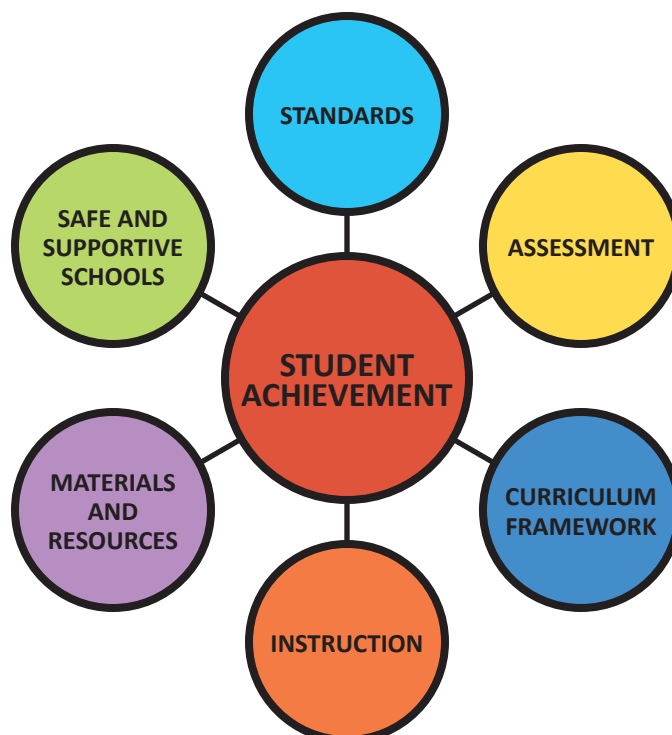 STANDARDS
SAFE AND
SUPPORTIVE
SCHOOLS
ASSESSMENT
STUDENT
ACHIEVEMENT
MATERIALS
AND
RESOURCES
CURRICULUM
FRAMEWORK
INSTRUCTION